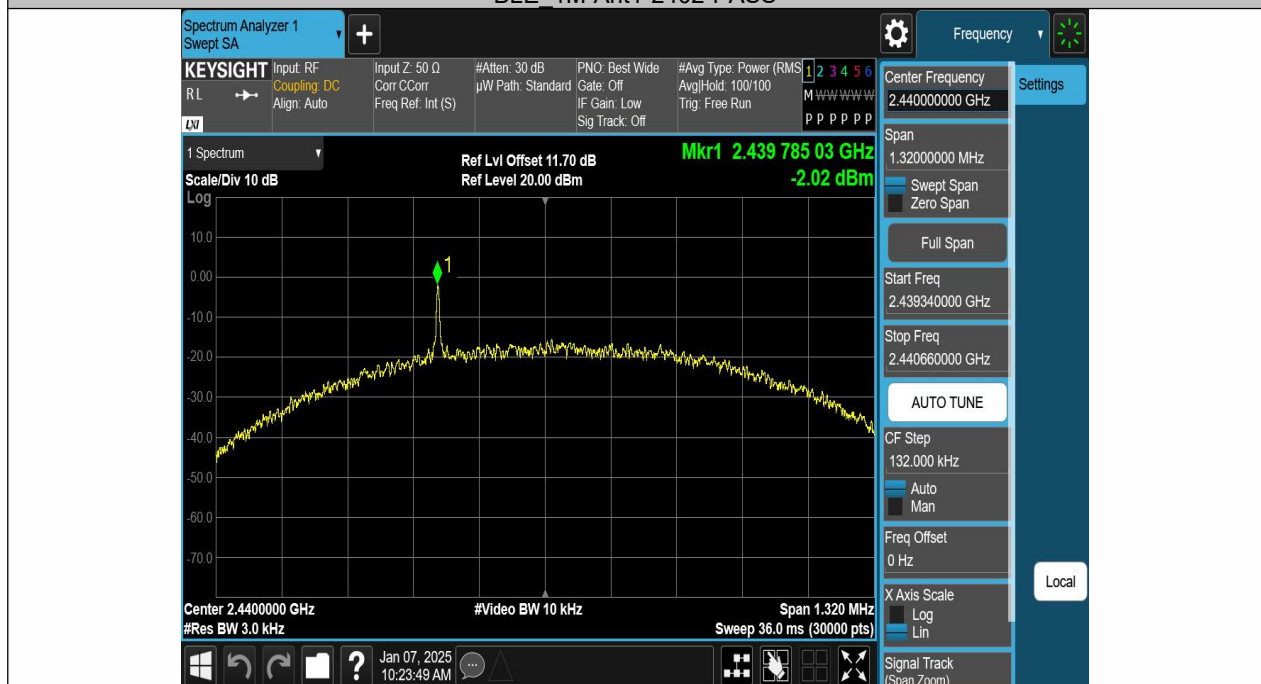 Spectrum Analyzer 1
Swept SA
+
Frequency
KEYSIGHT
RL
LXI
Input: RF
Coupling: DC
Align: Auto
Input Z: 50 Ω
Corr CCorr
Freq Ref: Int (S)
#Atten: 30 dB
µW Path: Standard
PNO: Best Wide
Gate: Off
IF Gain: Low
Sig Track: Off
#Avg Type: Power (RMS
Avg|Hold: 100/100
Trig: Free Run
1 2 3 4 5 6
M W W W W W
P P P P P P
1 Spectrum
Scale/Div 10 dB
Ref Lvl Offset 11.70 dB
Ref Level 20.00 dBm
Mkr1 2.439 785 03 GHz
-2.02 dBm
Log
10.0
0.00
-10.0
-20.0
-30.0
-40.0
-50.0
-60.0
-70.0
1
Center 2.4400000 GHz
#Res BW 3.0 kHz
#Video BW 10 kHz
Span 1.320 MHz
Sweep 36.0 ms (30000 pts)
Center Frequency
2.440000000 GHz
Settings
Span
1.32000000 MHz
Swept Span
Zero Span
Full Span
Start Freq
2.439340000 GHz
Stop Freq
2.440660000 GHz
AUTO TUNE
CF Step
132.000 kHz
Auto
Man
Freq Offset
0 Hz
X Axis Scale
Log
Lin
Local
Signal Track
(Span Zoom)
?
Jan 07, 2025
10:23:49 AM